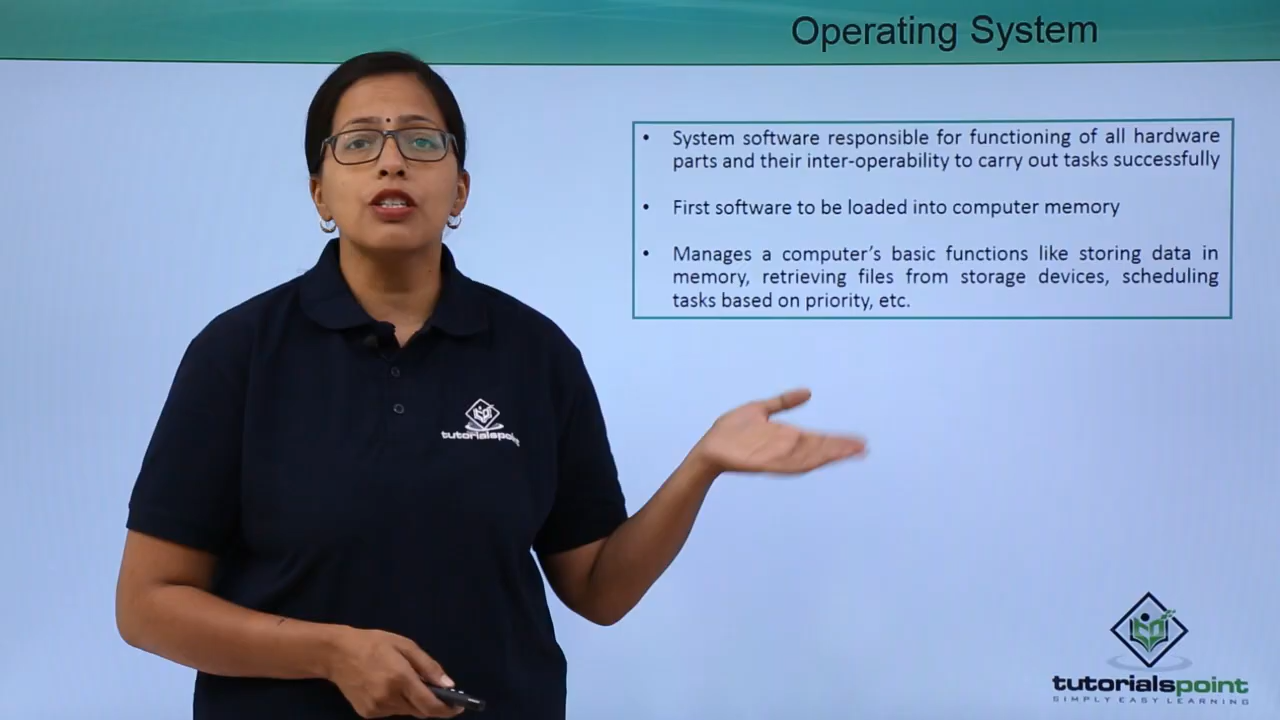 Operating System
• System software responsible for functioning of all hardware
parts and their inter-operability to carry out tasks successfully
• First software to be loaded into computer memory
• Manages a computer's basic functions like storing data in
memory, retrieving files from storage devices, scheduling
tasks based on priority, etc.
tutorialspoint
tutorialspoint
SIMPLY EASY LEARNING